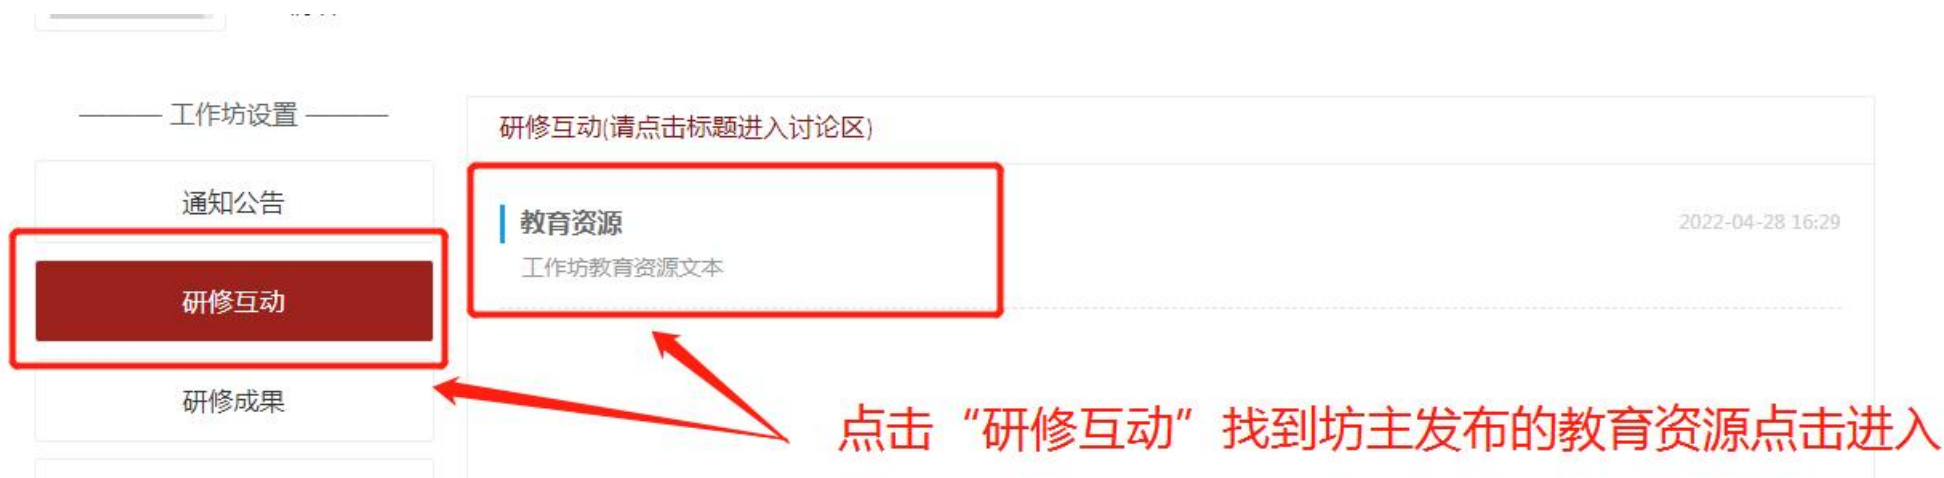 工作坊设置
通知公告
研修互动
研修成果
研修互动(请点击标题进入讨论区)
教育资源
2022-04-28 16:29
工作坊教育资源文本
点击“研修互动”找到坊主发布的教育资源点击进入